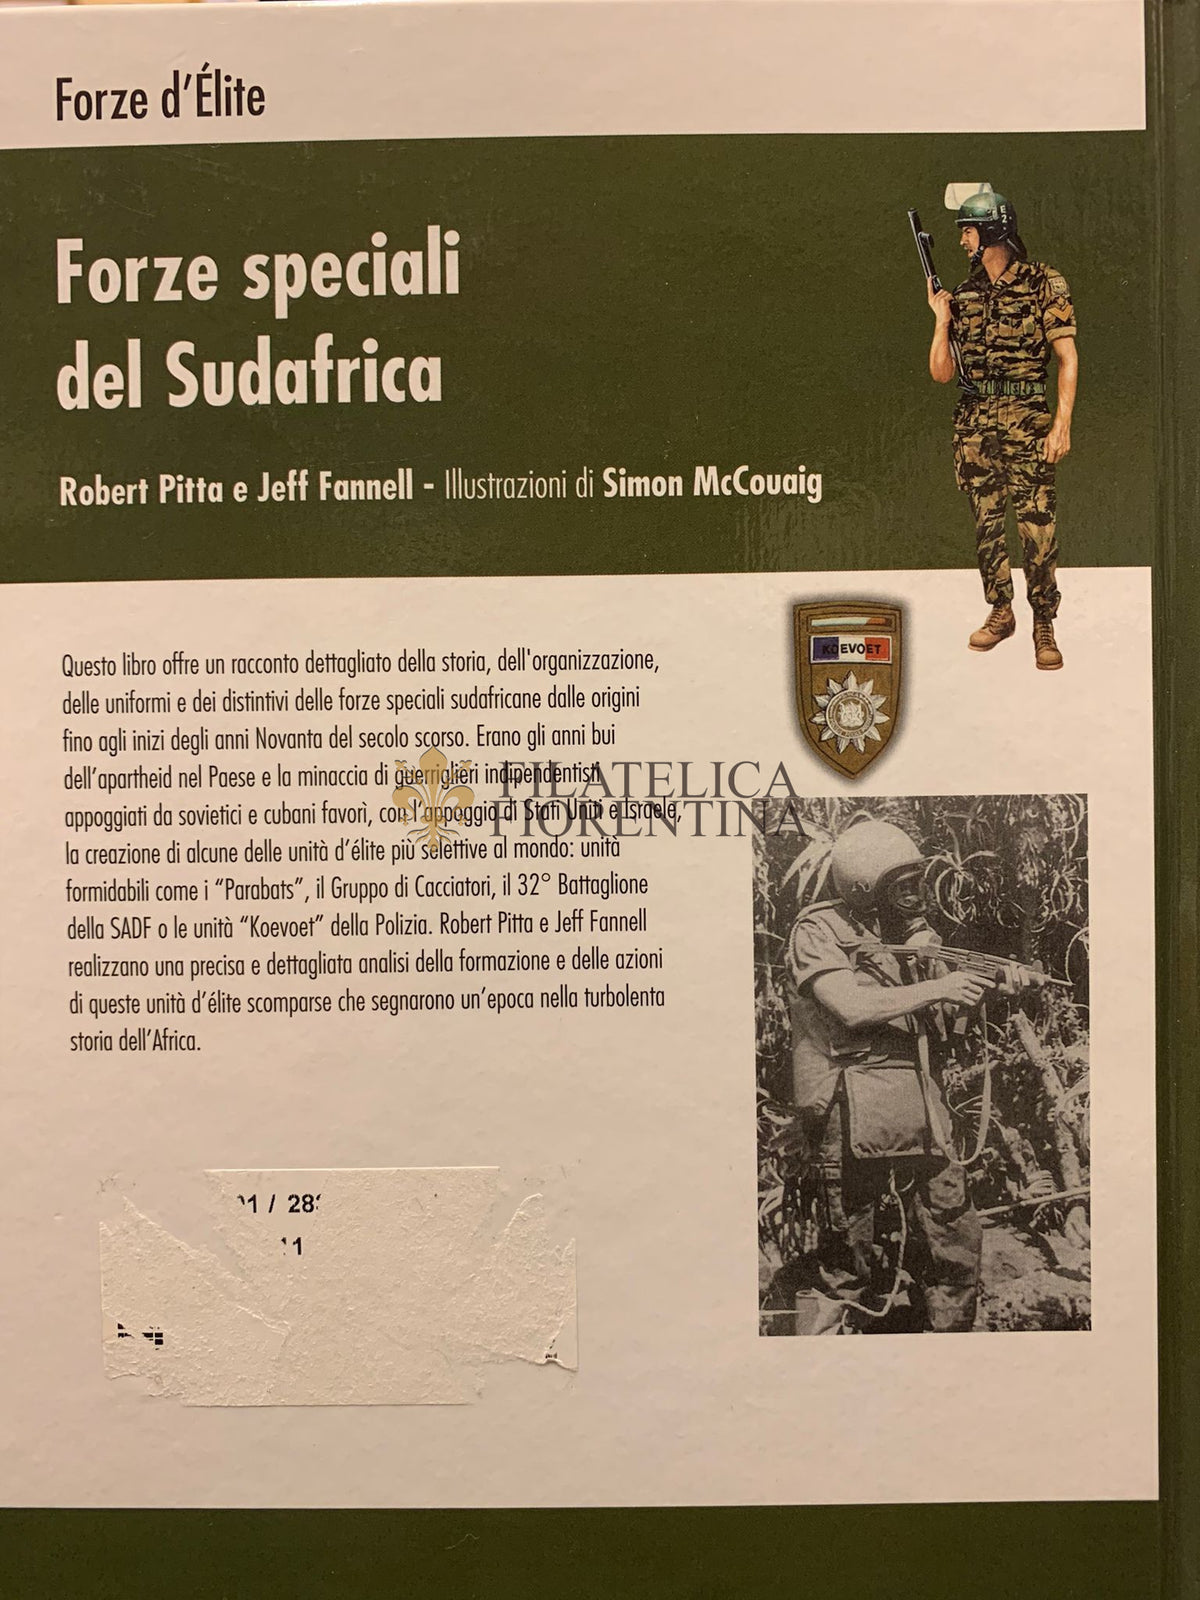 Forze d'Élite
Forze speciali
del Sudafrica
Robert Pitta e Jeff Fannell - Illustrazioni di Simon McCouaig
KOEVOET
Questo libro offre un racconto dettagliato della storia, dell'organizzazione,
delle uniformi e dei distintivi delle forze speciali sudafricane dalle origini
fino agli inizi degli anni Novanta del secolo scorso. Erano gli anni bui
dell'apartheid nel Paese e la minaccia di guerriglieri indipendentisti
appoggiati da sovietici e cubani favorì, con l'appoggio di Stati Uniti e Israele,
la creazione di alcune delle unità d'élite più selettive al mondo: unità
formidabili come i "Parabats", il Gruppo di Cacciatori, il 32° Battaglione
della SADF o le unità "Koevoet" della Polizia. Robert Pitta e Jeff Fannell
realizzano una precisa e dettagliata analisi della formazione e delle azioni
di queste unità d'élite scomparse che segnarono un'epoca nella turbolenta
storia dell'Africa.
FILATELICA
FIORENTINA
1 / 28
11